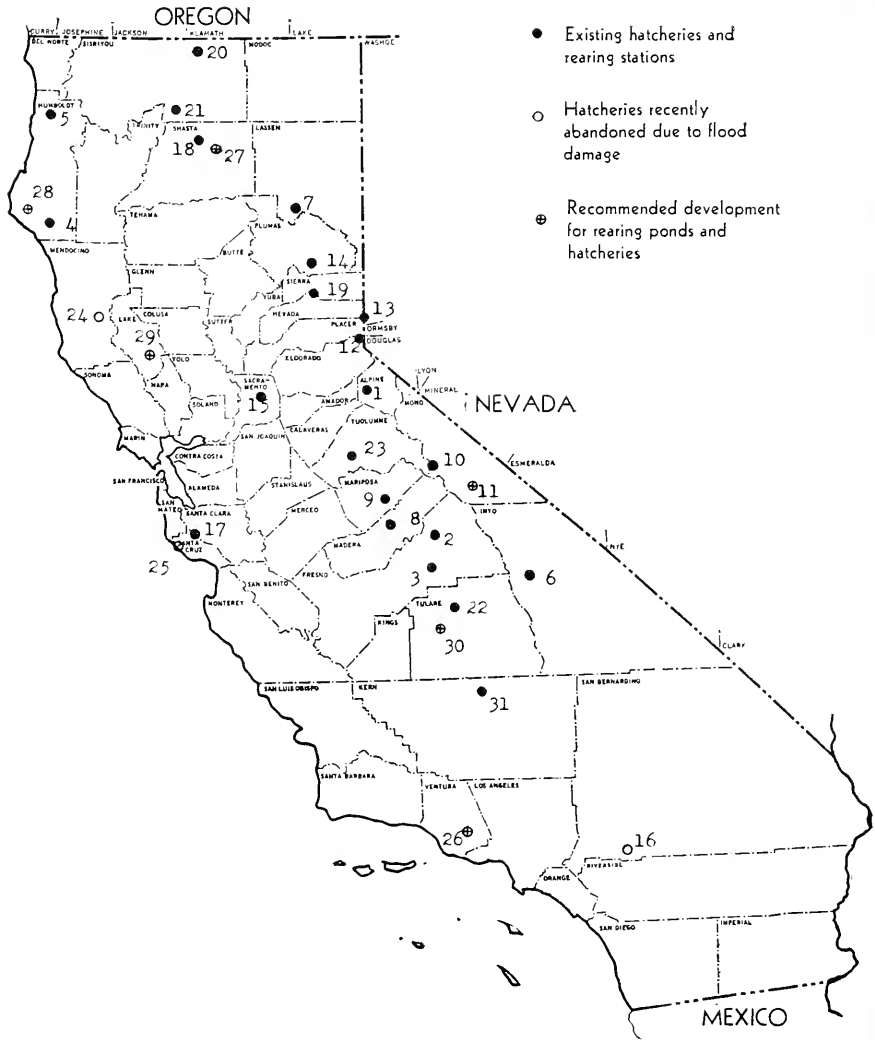 OREGON
CURRY
JOSEPHINE
JACKSON
KLAMATH
LAKE
DEL NORTE
SISKIYOU
MODOC
WASHOE
20
Existing hatcheries and
rearing stations
HUMBOLDT
5
21
TRINITY
SHASTA
LASSEN
18
27
Hatcheries recently
abandoned due to flood
damage
28
4
7
TEHAMA
PLUMAS
Recommended development
for rearing ponds and
hatcheries
MENDOCINO
BUTTE
GLENN
14
SIERRA
19
YUBA
NEVADA
13
24
LAKE
COLUSA
SUTTER
PLACER
ORMSBY
DOUGLAS
29
12
YOLO
ELDORADO
SONOMA
NAPA
SACRA-
MENTO
15
ALPINE
1
LYON
MINERAL
MONO
NEVADA
SOLANO
AMADOR
TUOLUMNE
MARIN
SAN JOAQUIN
CALAVERAS
CONTRA COSTA
23
10
ESMERALDA
SAN FRANCISCO
ALAMEDA
STANISLAUS
MARIPOSA
11
SAN
MATEO
SANTA CLARA
MERCED
9
INYO
17
8
2
SANTA
CRUZ
25
MADERA
NYE
SAN BENITO
FRESNO
3
6
MONTEREY
TULARE
22
KINGS
30
CLARK
SAN LUIS OBISPO
KERN
SAN BERNARDINO
31
SANTA BARBARA
VENTURA
LOS ANGELES
26
16
RIVERSIDE
ORANGE
SAN DIEGO
IMPERIAL
MEXICO